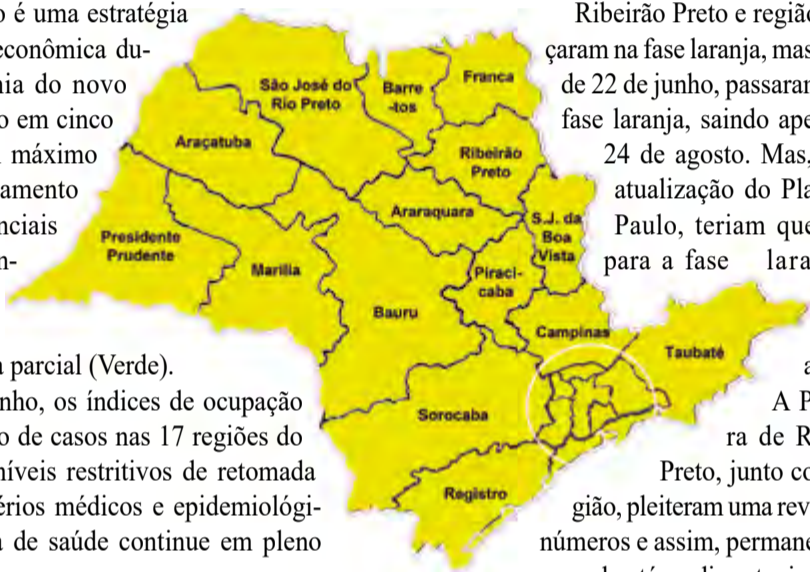 o é uma estratégia
econômica du-
nia do novo
o em cinco
máximo
amento
nciais
n-
a parcial (Verde).
nho, os índices de ocupação
o de casos nas 17 regiões do
níveis restritivos de retomada
érios médicos e epidemiológi-
a de saúde continue em pleno
São José do
Rio Preto
Barre
-tos
Franca
Araçatuba
Ribeirão
Preto
Araraquara
S.J. da
Boa
Vista
Presidente
Prudente
Marília
Piraci-
caba
Bauru
Campinas
Taubaté
Sorocaba
Registro
Ribeirão Preto e regiã
çaram na fase laranja, mas
de 22 de junho, passaram
fase laranja, saindo ape
24 de agosto. Mas,
atualização do Pla
Paulo, teriam que
para a fase lara
a
A P
ra de R
Preto, junto co
gião, pleiteram uma rev
números e assim, permane